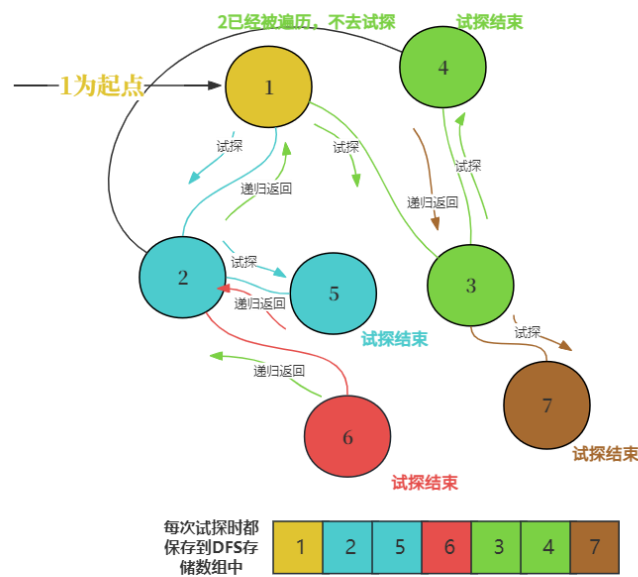 2已经被遍历，不去试探
试探结束
4
1为起点
1
试探
试探
试探
递归返回
递归返回
2
试探
3
5
递归返回
试探
试探结束
递归返回
7
6
试探结束
试探结束
每次试探时都
保存到DFS存
储数组中
1 2 5 6 3 4 7